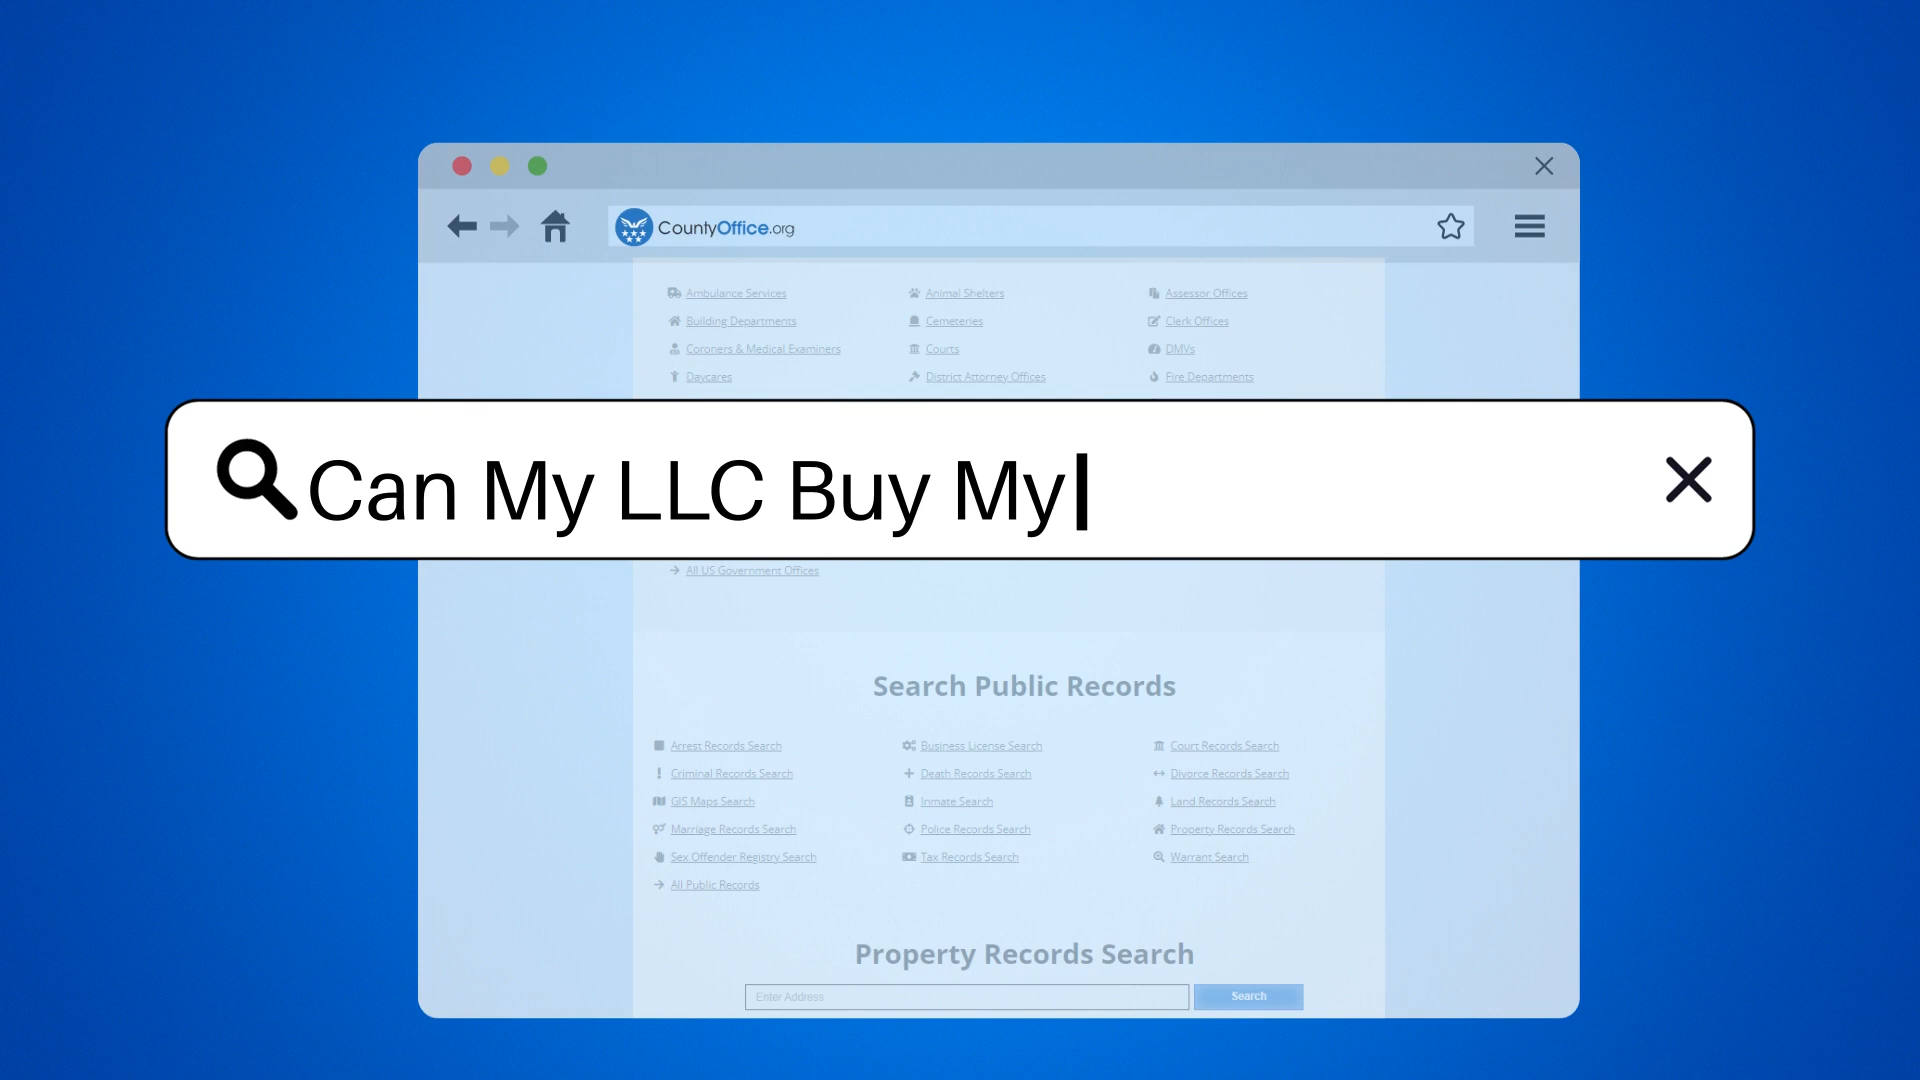 CountyOffice.org
Ambulance Services Animal Shelters Assessor Offices
Building Departments Cemeteries Clerk Offices
Coroners & Medical Examiners Courts DMVs
Daycares District Attorney Offices Fire Departments
Can My LLC Buy My
All US Government Offices
Search Public Records
Arrest Records Search Business License Search Court Records Search
Criminal Records Search Death Records Search Divorce Records Search
GIS Maps Search Inmate Search Land Records Search
Marriage Records Search Police Records Search Property Records Search
Sex Offender Registry Search Tax Records Search Warrant Search
All Public Records
Property Records Search
Enter Address Search